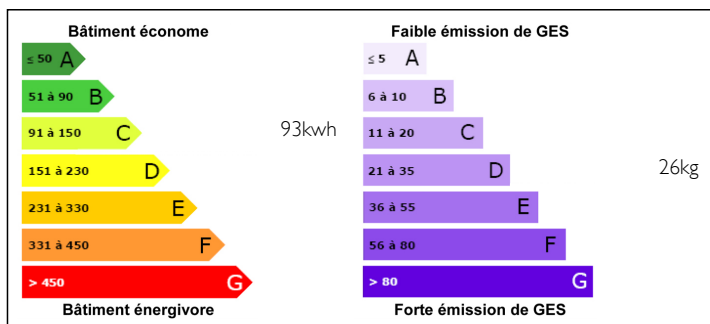 Bâtiment économe
≤ 50 A
51 à 90 B
91 à 150 C
93kwh
151 à 230 D
231 à 330 E
331 à 450 F
> 450 G
Bâtiment énergivore
Faible émission de GES
≤ 5 A
6 à 10 B
11 à 20 C
21 à 35 D
26kg
36 à 55 E
56 à 80 F
> 80 G
Forte émission de GES